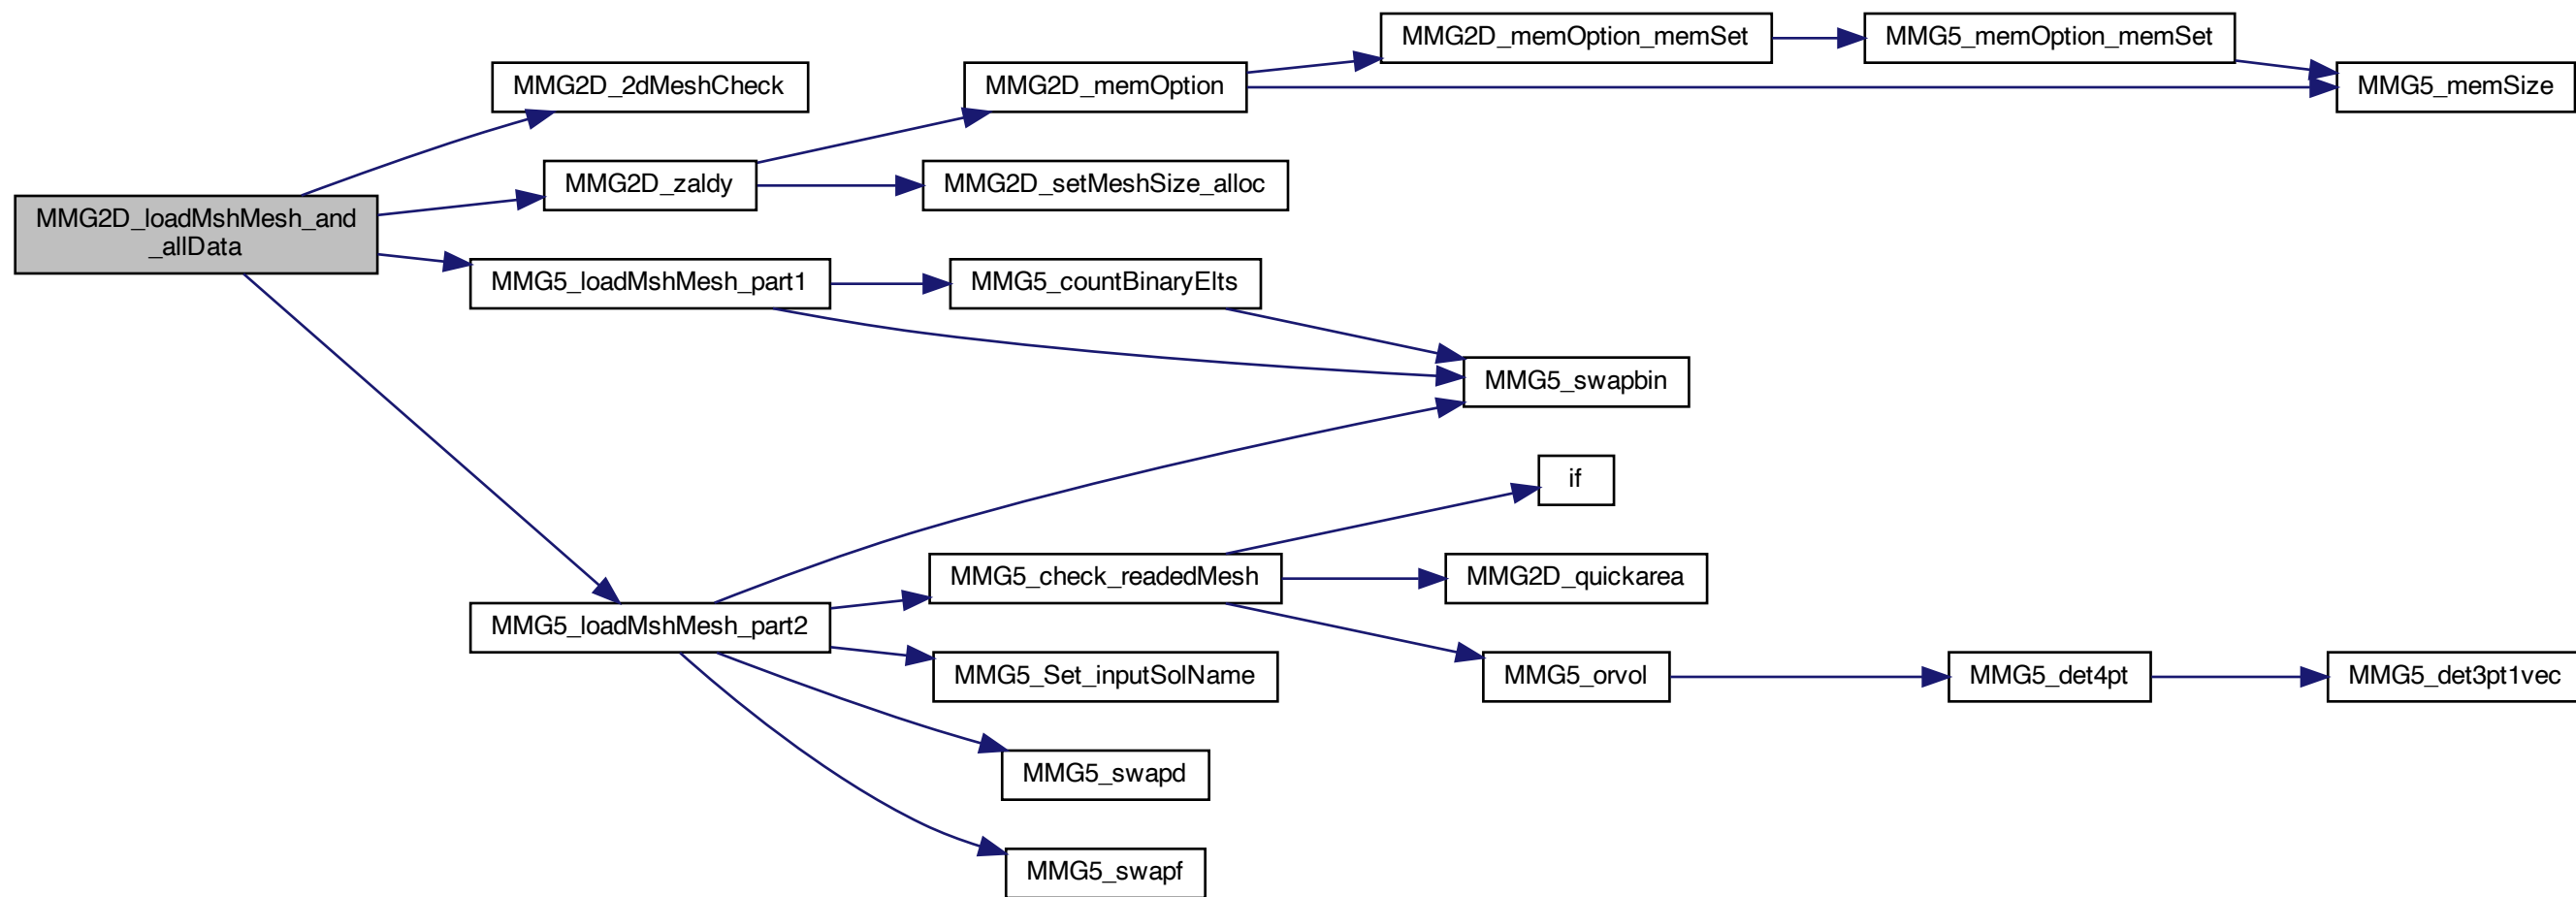 MMG2D_loadMshMesh_and
_allData
MMG2D_2dMeshCheck
MMG2D_zaldy
MMG5_loadMshMesh_part1
MMG5_loadMshMesh_part2
MMG2D_memOption
MMG2D_setMeshSize_alloc
MMG5_countBinaryElts
MMG5_check_readedMesh
MMG5_Set_inputSolName
MMG5_swapd
MMG5_swapf
MMG2D_memOption_memSet
MMG5_swapbin
if
MMG2D_quickarea
MMG5_orvol
MMG5_memOption_memSet
MMG5_det4pt
MMG5_memSize
MMG5_det3pt1vec